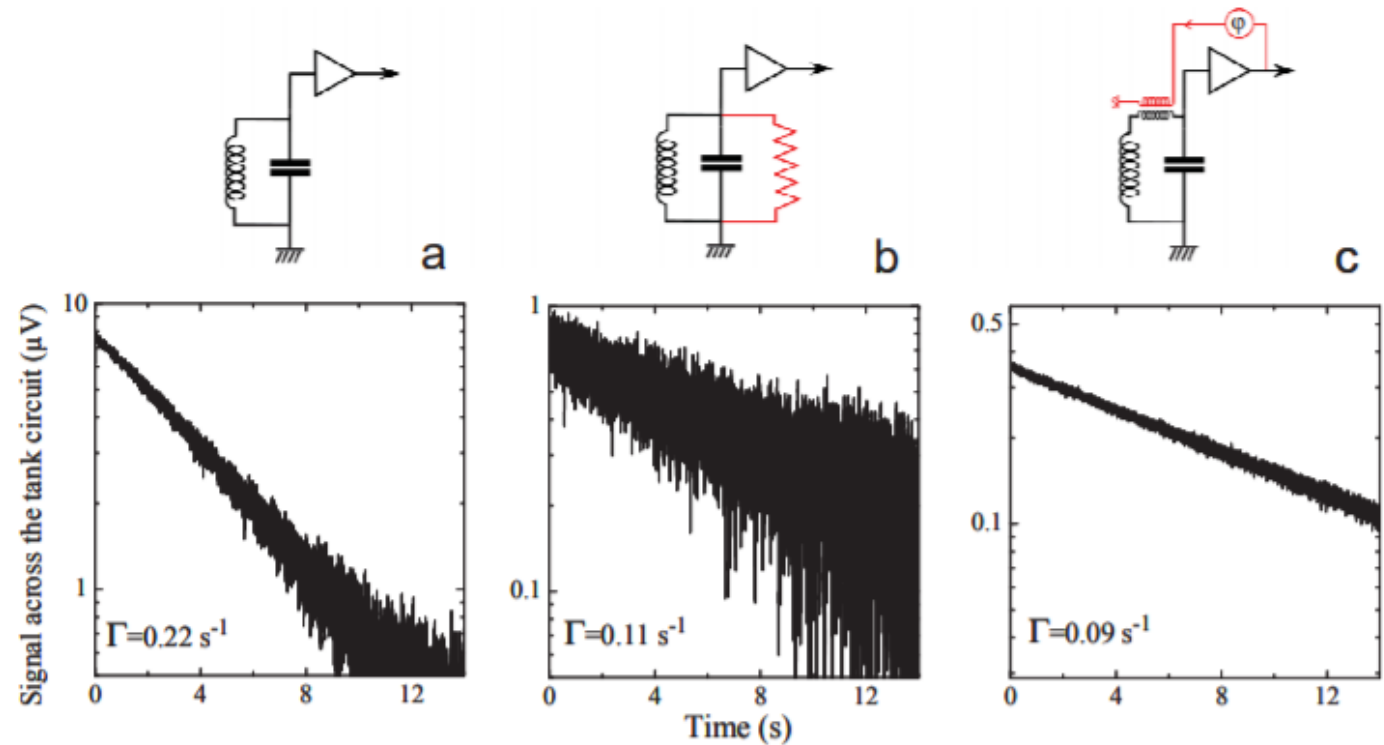 φ
a
b
c
Signal across the tank circuit (μV)
10
1
Γ=0.22 s⁻¹
0
4
8
12
1
0.1
Γ=0.11 s⁻¹
0
4
8
12
0.5
0.1
Γ=0.09 s⁻¹
0
4
8
12
Time (s)